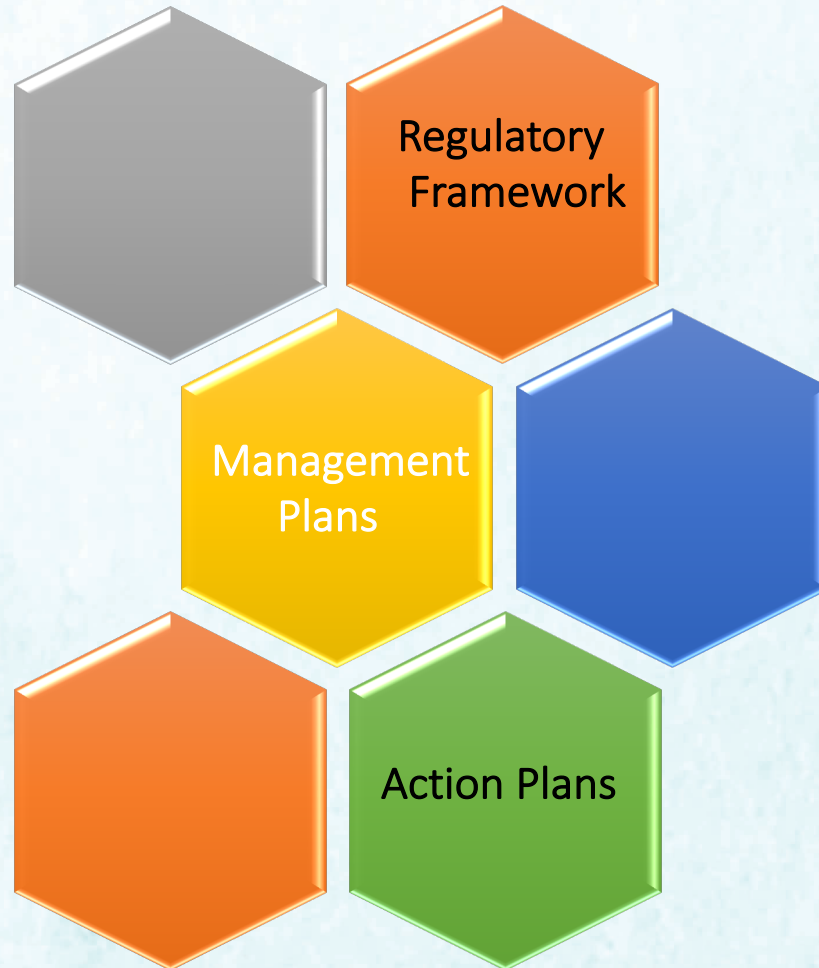 Regulatory
Framework
Management
Plans
Action Plans